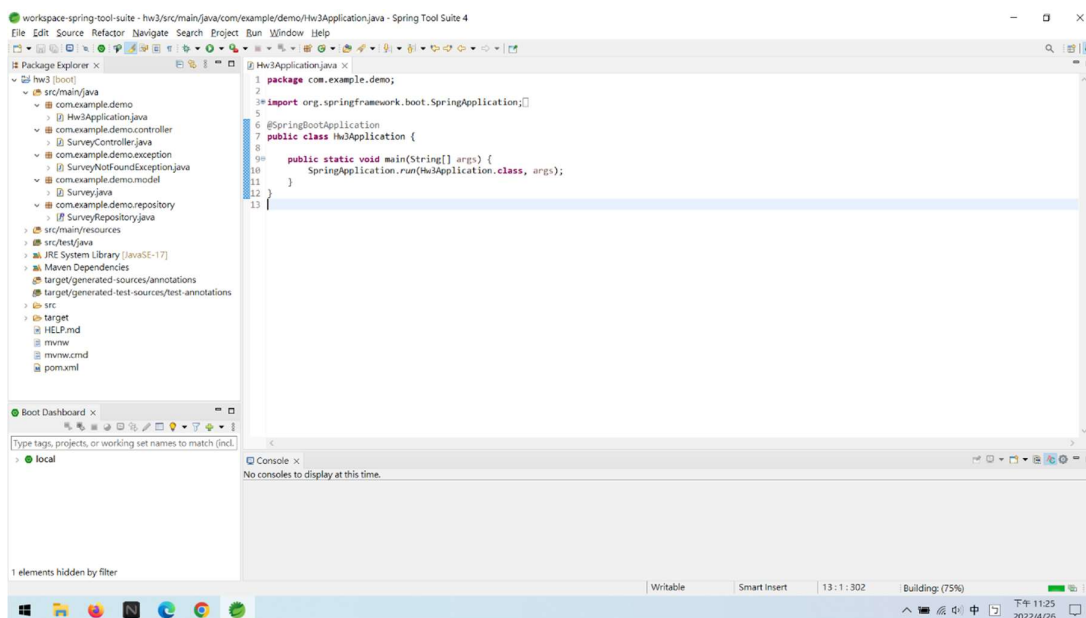 workspace-spring-tool-suite - hw3/src/main/java/com/example/demo/Hw3Application.java - Spring Tool Suite 4
File Edit Source Refactor Navigate Search Project Run Window Help
Package Explorer
hw3 [boot]
src/main/java
com.example.demo
Hw3Application.java
com.example.demo.controller
SurveyController.java
com.example.demo.exception
SurveyNotFoundException.java
com.example.demo.model
Survey.java
com.example.demo.repository
SurveyRepository.java
src/main/resources
src/test/java
JRE System Library [JavaSE-17]
Maven Dependencies
target/generated-sources/annotations
target/generated-test-sources/test-annotations
src
target
HELP.md
mvnw
mvnw.cmd
pom.xml
Hw3Application.java
1 package com.example.demo;
2
3 import org.springframework.boot.SpringApplication;
5
6 @SpringBootApplication
7 public class Hw3Application {
8
9 public static void main(String[] args) {
10 SpringApplication.run(Hw3Application.class, args);
11 }
12 }
13
Boot Dashboard
Type tags, projects, or working set names to match (incl.
local
1 elements hidden by filter
Console
No consoles to display at this time.
Writable Smart Insert 13 : 1 : 302 Building: (75%)
中
下午 11:25
2022/4/26